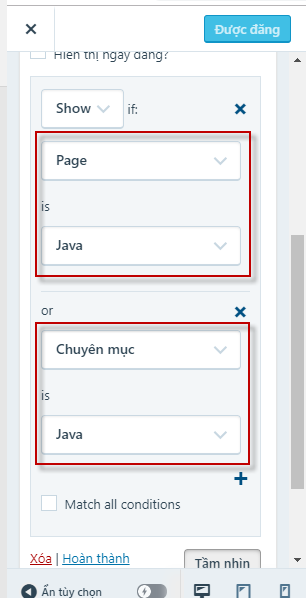 Được đăng
Hiển thị ngày đăng?
Show if:
Page
is
Java
or
Chuyên mục
is
Java
Match all conditions
Xóa | Hoàn thành
Tầm nhìn
Ẩn tùy chọn